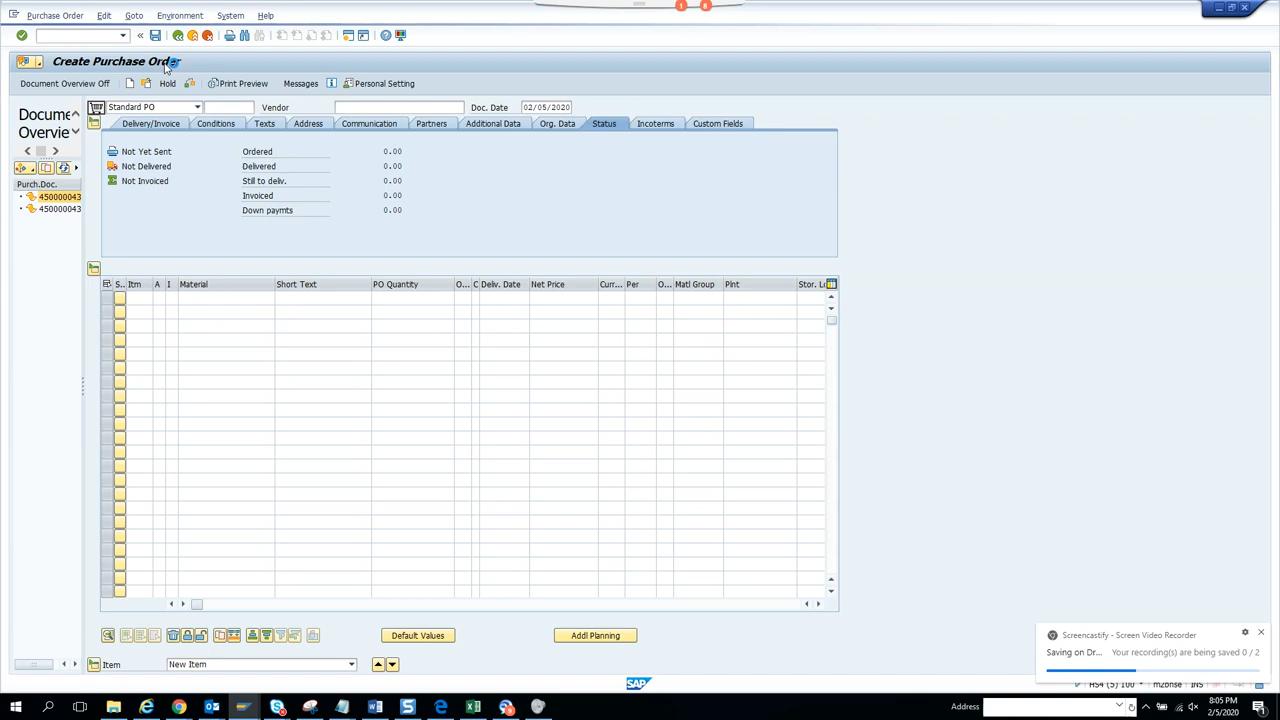 Purchase Order Edit Goto Environment System Help
Create Purchase Order
Document Overview Off Hold Print Preview Messages Personal Setting
Standard PO Vendor Doc. Date 02/05/2020
Docume
Overvie
Delivery/Invoice Conditions Texts Address Communication Partners Additional Data Org. Data Status Incoterms Custom Fields
Not Yet Sent Ordered 0.00
Not Delivered Delivered 0.00
Not Invoiced Still to deliv. 0.00
Invoiced 0.00
Down paymts 0.00
Purch.Doc.
450000043
450000043
S.. Itm A I Material Short Text PO Quantity O... C Deliv. Date Net Price Curr... Per O... Matl Group Plnt Stor. Lo
Default Values Addl Planning
Item New Item
Screencastify - Screen Video Recorder
Saving on Dr... Your recording(s) are being saved 0 / 2
SAP
HS4 (5) 100 m2bnse INS
Address
8:05 PM
2/5/2020